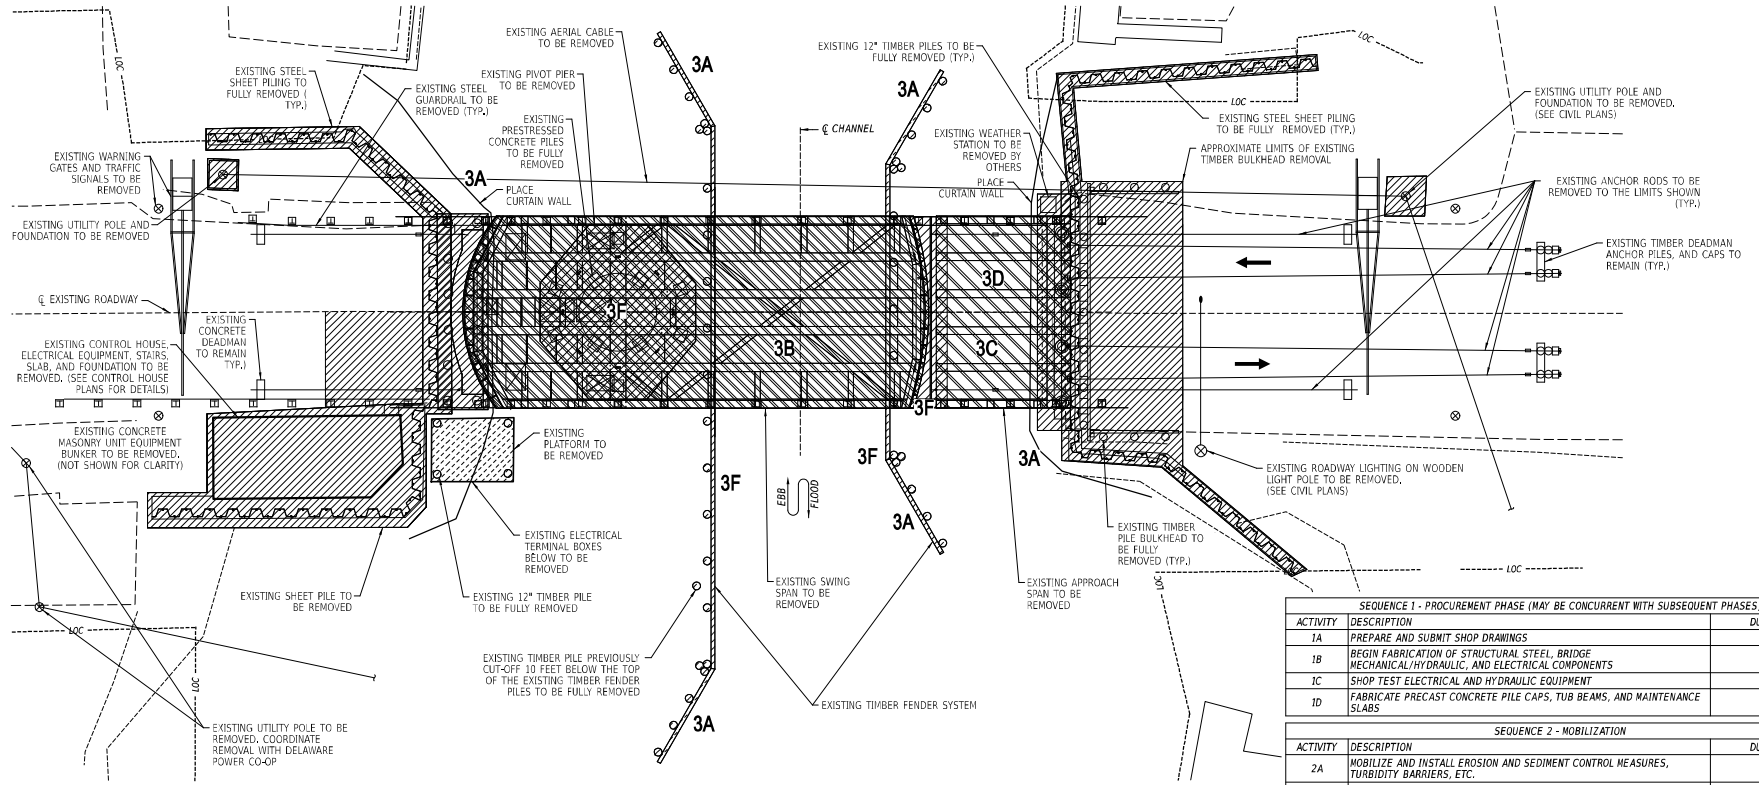 EXISTING AERIAL CABLE
TO BE REMOVED
3A
EXISTING 12" TIMBER PILES TO BE
FULLY REMOVED (TYP.)
LOC
LOC
EXISTING STEEL
SHEET PILING TO
FULLY REMOVED (
TYP.)
EXISTING STEEL
GUARDRAIL TO BE
REMOVED (TYP.)
EXISTING PIVOT PIER
TO BE REMOVED
EXISTING
PRESTRESSED
CONCRETE PILES
TO BE FULLY
REMOVED
℄ CHANNEL
3A
LOC
EXISTING STEEL SHEET PILING
TO BE FULLY REMOVED (TYP.)
EXISTING UTILITY POLE AND
FOUNDATION TO BE REMOVED.
(SEE CIVIL PLANS)
EXISTING WEATHER
STATION TO BE
REMOVED BY
OTHERS
APPROXIMATE LIMITS OF EXISTING
TIMBER BULKHEAD REMOVAL
EXISTING WARNING
GATES AND TRAFFIC
SIGNALS TO BE
REMOVED
3A
PLACE
CURTAIN WALL
PLACE
CURTAIN WALL
EXISTING ANCHOR RODS TO BE
REMOVED TO THE LIMITS SHOWN
(TYP.)
EXISTING UTILITY POLE AND
FOUNDATION TO BE REMOVED
EXISTING TIMBER DEADMAN
ANCHOR PILES, AND CAPS TO
REMAIN (TYP.)
3D
℄ EXISTING ROADWAY
3F
EXISTING
CONCRETE
DEADMAN
TO REMAIN
TYP.)
3B
3C
EXISTING CONTROL HOUSE,
ELECTRICAL EQUIPMENT, STAIRS,
SLAB, AND FOUNDATION TO BE
REMOVED. (SEE CONTROL HOUSE
PLANS FOR DETAILS)
3F
EXISTING CONCRETE
MASONRY UNIT EQUIPMENT
BUNKER TO BE REMOVED.
(NOT SHOWN FOR CLARITY)
EXISTING
PLATFORM TO
BE REMOVED
3F
3F
3A
EBB
FLOOD
3A
EXISTING ROADWAY LIGHTING ON WOODEN
LIGHT POLE TO BE REMOVED.
(SEE CIVIL PLANS)
EXISTING ELECTRICAL
TERMINAL BOXES
BELOW TO BE
REMOVED
EXISTING TIMBER
PILE BULKHEAD TO
BE FULLY
REMOVED (TYP.)
EXISTING SHEET PILE TO
BE REMOVED
EXISTING 12" TIMBER PILE
TO BE FULLY REMOVED
EXISTING SWING
SPAN TO BE
REMOVED
EXISTING APPROACH
SPAN TO BE
REMOVED
LOC
LOC
LOC
LOC
EXISTING TIMBER PILE PREVIOUSLY
CUT-OFF 10 FEET BELOW THE TOP
OF THE EXISTING TIMBER FENDER
PILES TO BE FULLY REMOVED
EXISTING TIMBER FENDER SYSTEM
3A
EXISTING UTILITY POLE TO BE
REMOVED. COORDINATE
REMOVAL WITH DELAWARE
POWER CO-OP
SEQUENCE 1 - PROCUREMENT PHASE (MAY BE CONCURRENT WITH SUBSEQUENT PHASES
ACTIVITY DESCRIPTION DU
1A PREPARE AND SUBMIT SHOP DRAWINGS
1B BEGIN FABRICATION OF STRUCTURAL STEEL, BRIDGE
MECHANICAL/HYDRAULIC, AND ELECTRICAL COMPONENTS
1C SHOP TEST ELECTRICAL AND HYDRAULIC EQUIPMENT
1D FABRICATE PRECAST CONCRETE PILE CAPS, TUB BEAMS, AND MAINTENANCE
SLABS
SEQUENCE 2 - MOBILIZATION
ACTIVITY DESCRIPTION DU
2A MOBILIZE AND INSTALL EROSION AND SEDIMENT CONTROL MEASURES,
TURBIDITY BARRIERS, ETC.